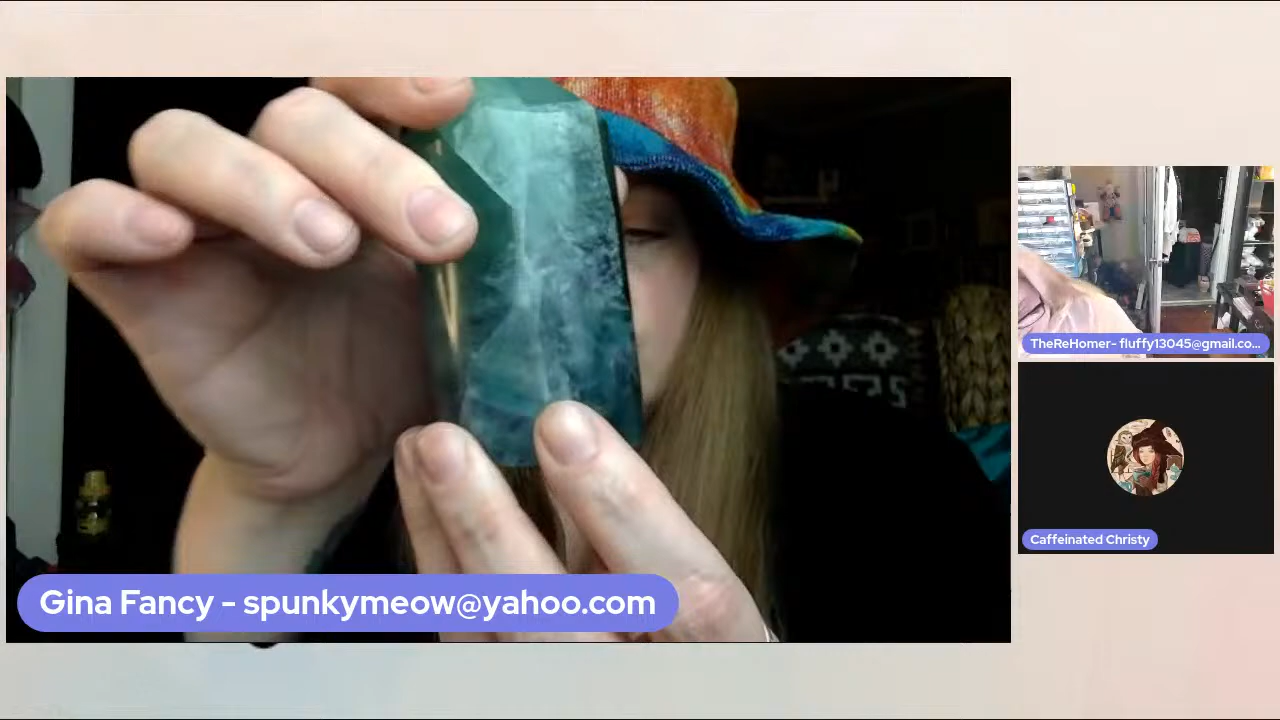 Gina Fancy - spunkymeow@yahoo.com
TheReHomer- fluffy13045@gmail.co...
Caffeinated Christy